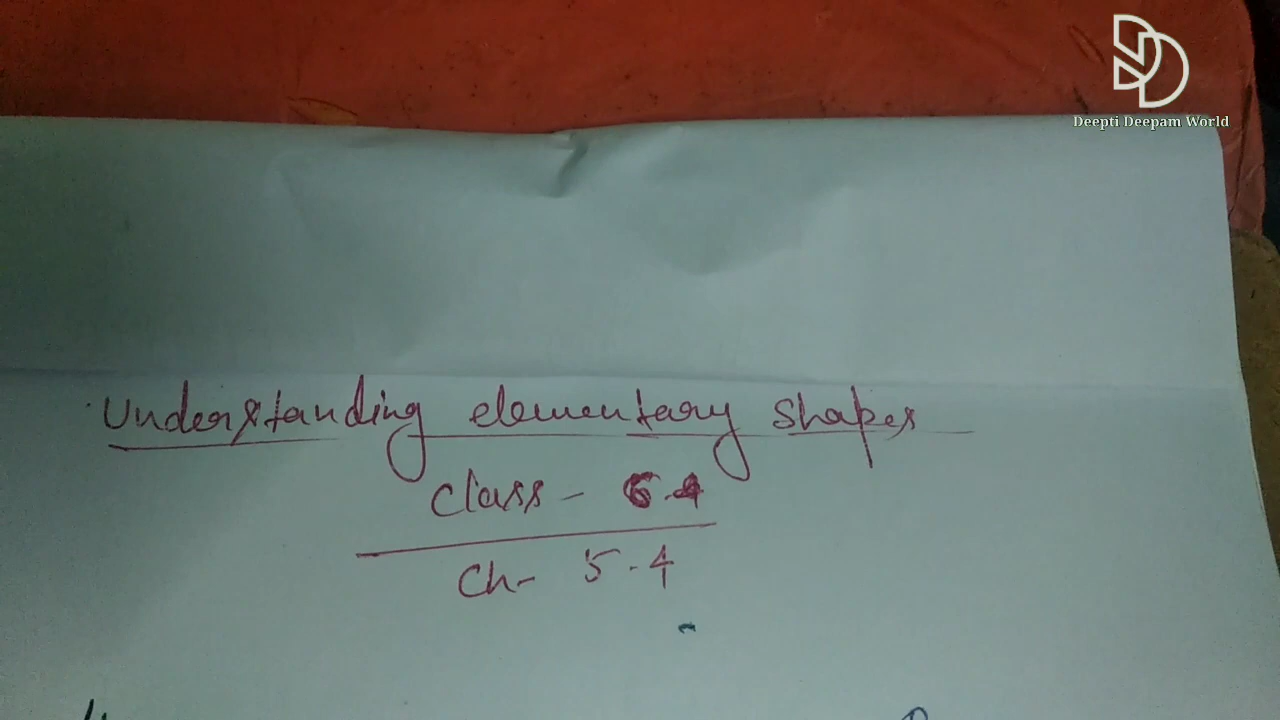 Deepti Deepam World
Understanding elementary shapes
Class - 6
Ch- 5.4